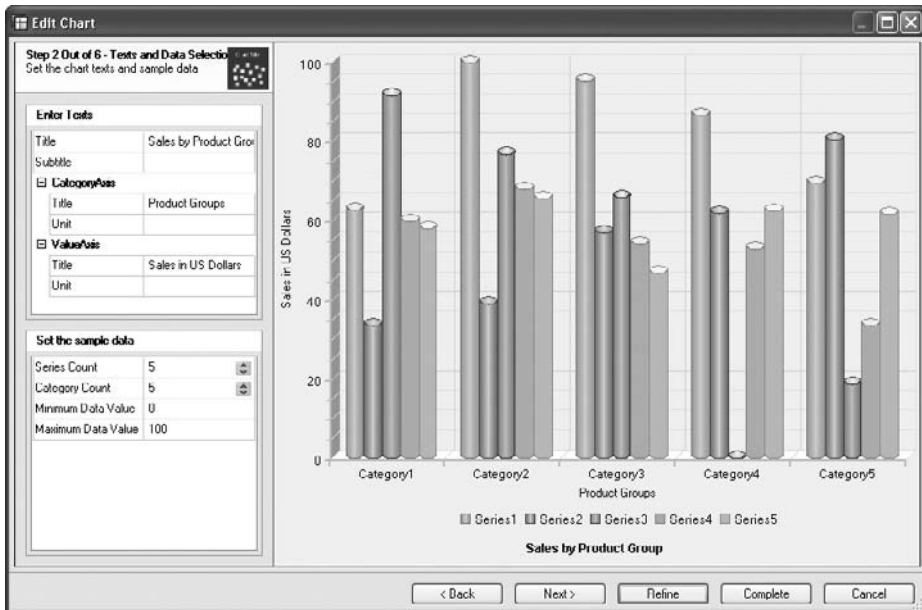 Edit Chart
Step 2 Out of 6 - Texts and Data Selectio
Set the chart texts and sample data
Enter Texts
Title Sales by Product Grou
Subtitle
CategoryAxis
Title Product Groups
Unit
ValueAxis
Title Sales in US Dollars
Unit
Set the sample data
Series Count 5
Category Count 5
Minimum Data Value 0
Maximum Data Value 100
Sales in US Dollars
100
80
60
40
20
0
Category1 Category2 Category3 Category4 Category5
Product Groups
Series1 Series2 Series3 Series4 Series5
Sales by Product Group
< Back Next > Refine Complete Cancel